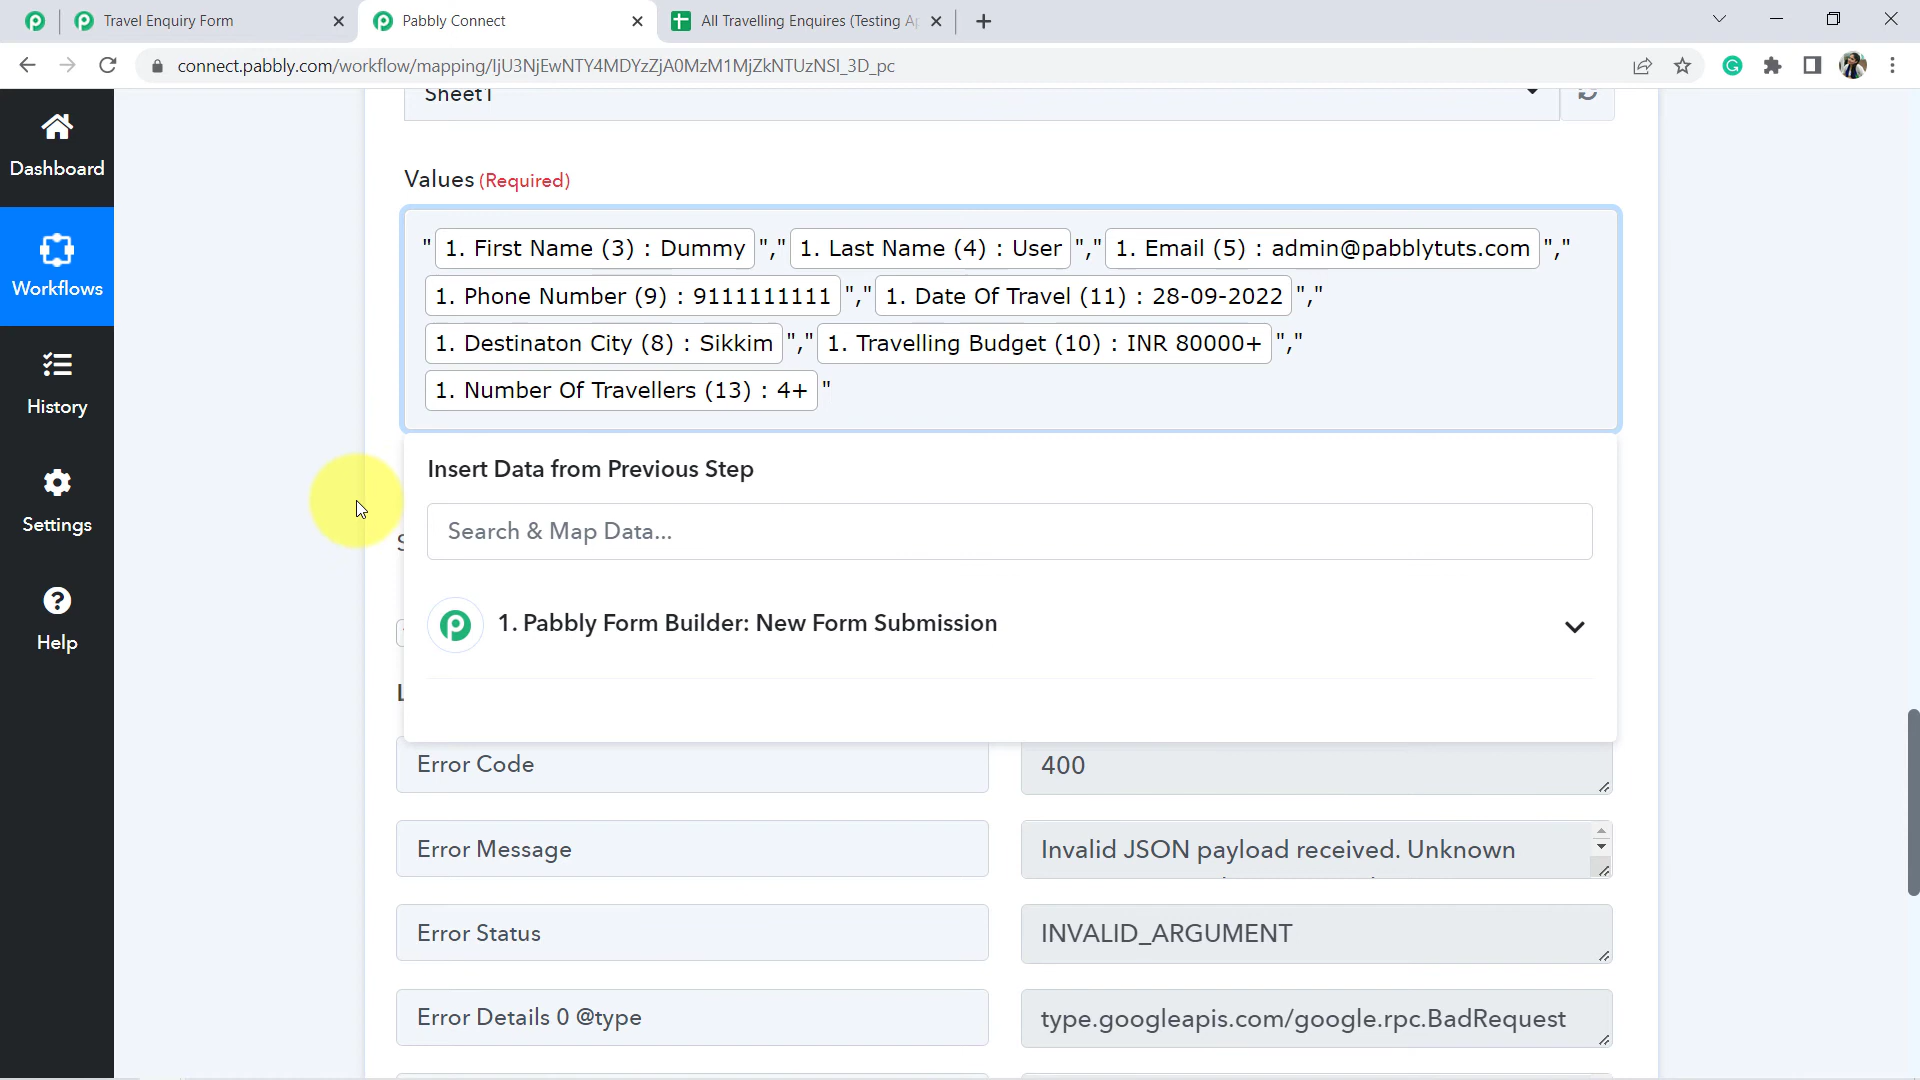 Travel Enquiry Form
Pabbly Connect
All Travelling Enquires (Testing Ap
connect.pabbly.com/workflow/mapping/IjU3NjEwNTY4MDYzZjA0MzM1MjZkNTUzNSI_3D_pc
Dashboard
Workflows
History
Settings
Help
Sheet1
Values (Required)
" 1. First Name (3) : Dummy "," 1. Last Name (4) : User "," 1. Email (5) : admin@pabblytuts.com ","
1. Phone Number (9) : 9111111111 "," 1. Date Of Travel (11) : 28-09-2022 ","
1. Destinaton City (8) : Sikkim "," 1. Travelling Budget (10) : INR 80000+ ","
1. Number Of Travellers (13) : 4+ "
Insert Data from Previous Step
Search & Map Data...
1. Pabbly Form Builder: New Form Submission
Error Code
400
Error Message
Invalid JSON payload received. Unknown
Error Status
INVALID_ARGUMENT
Error Details 0 @type
type.googleapis.com/google.rpc.BadRequest